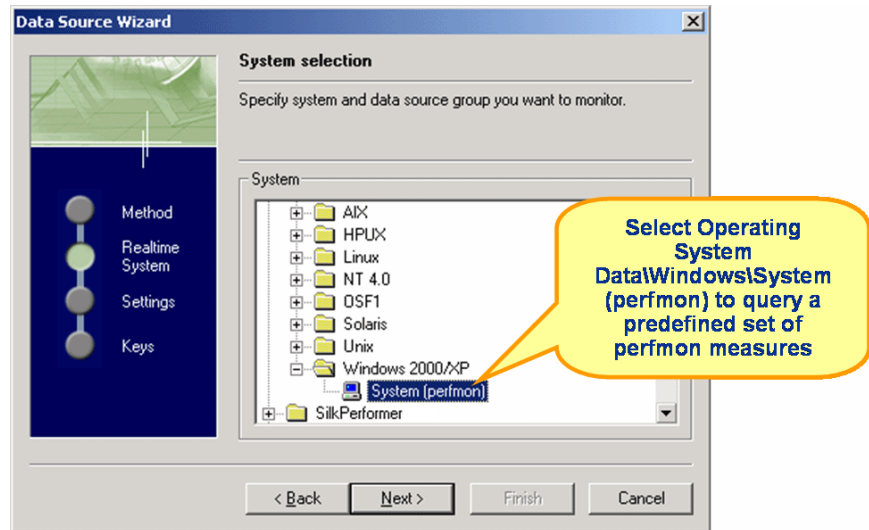 Data Source Wizard
System selection
Specify system and data source group you want to monitor.
Method
Realtime
System
Settings
Keys
System
AIX
HPUX
Linux
NT 4.0
OSF1
Solaris
Unix
Windows 2000/XP
System (perfmon)
SilkPerformer
Select Operating
System
Data\Windows\System
(perfmon) to query a
predefined set of
perfmon measures
< Back
Next >
Finish
Cancel